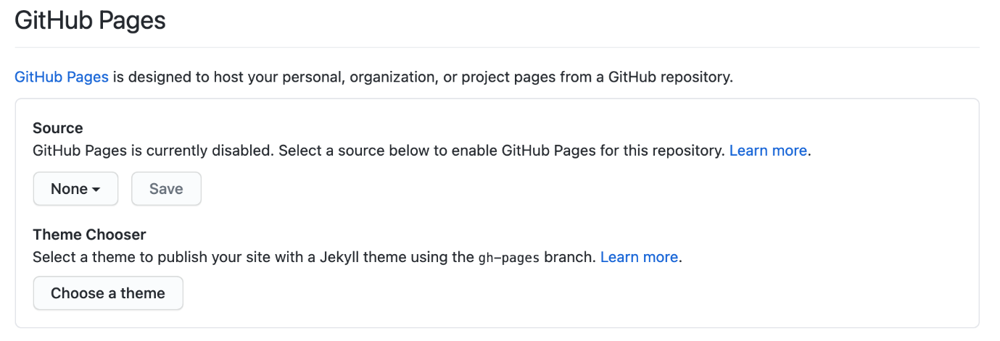 GitHub Pages
GitHub Pages is designed to host your personal, organization, or project pages from a GitHub repository.
Source
GitHub Pages is currently disabled. Select a source below to enable GitHub Pages for this repository. Learn more.
None Save
Theme Chooser
Select a theme to publish your site with a Jekyll theme using the gh-pages branch. Learn more.
Choose a theme